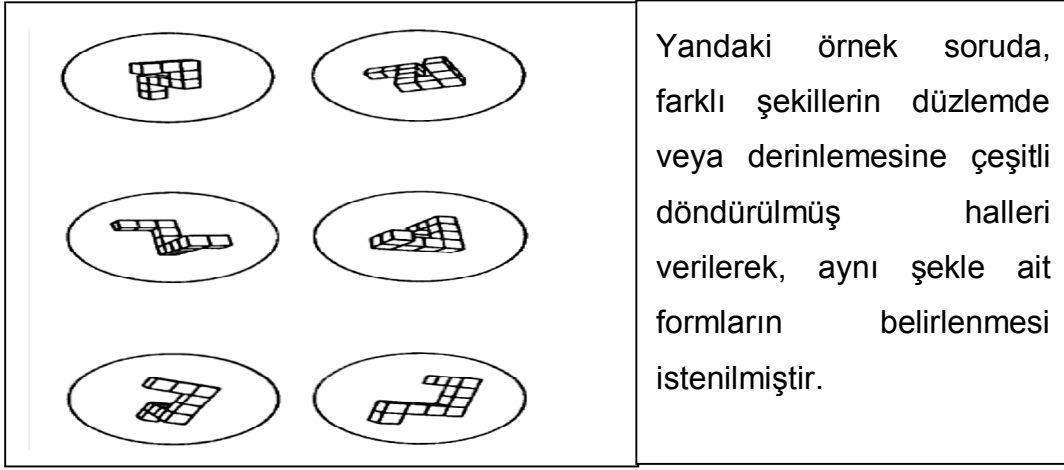 Yandaki örnek soruda,
farklı şekillerin düzlemde
veya derinlemesine çeşitli
döndürülmüş halleri
verilerek, aynı şekle ait
formların belirlenmesi
istenilmiştir.